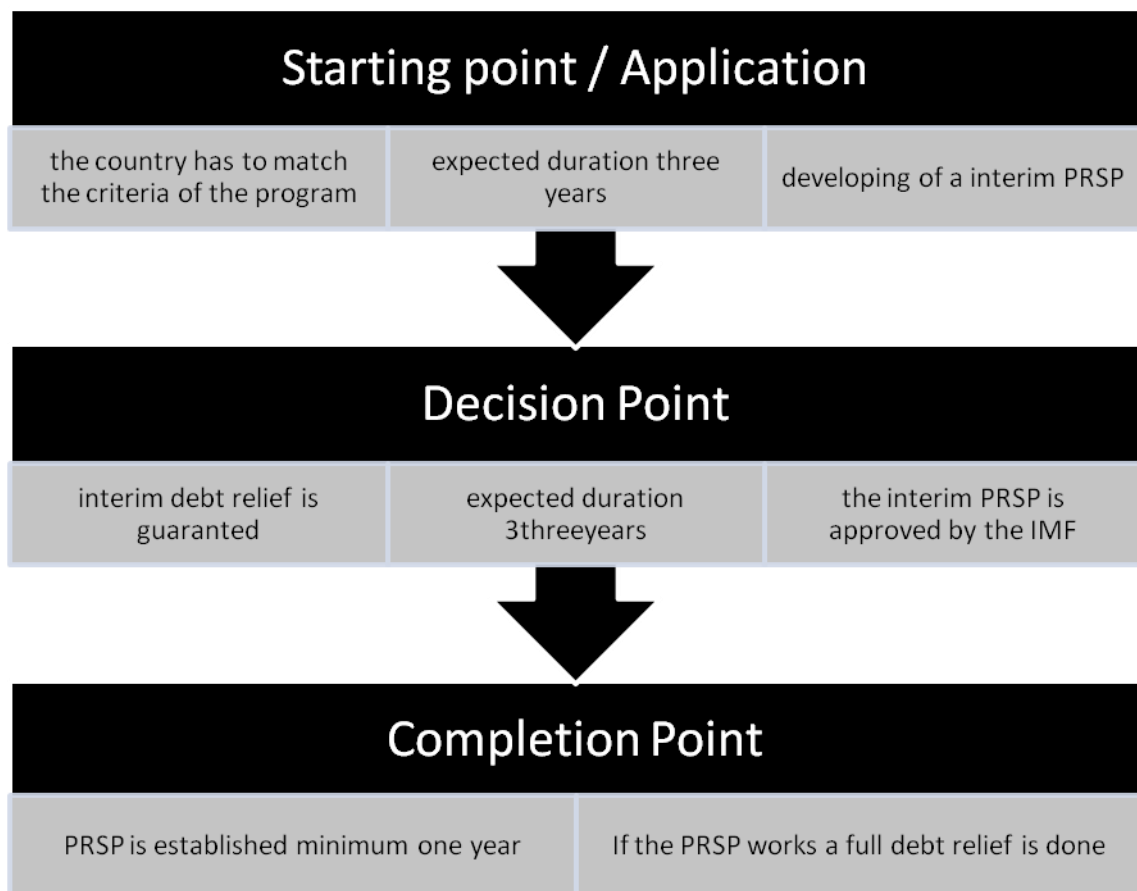 Starting point / Application
the country has to match
the criteria of the program
expected duration three
years
developing of a interim PRSP
Decision Point
interim debt relief is
guaranted
expected duration
3threeyears
the interim PRSP is
approved by the IMF
Completion Point
PRSP is established minimum one year
If the PRSP works a full debt relief is done